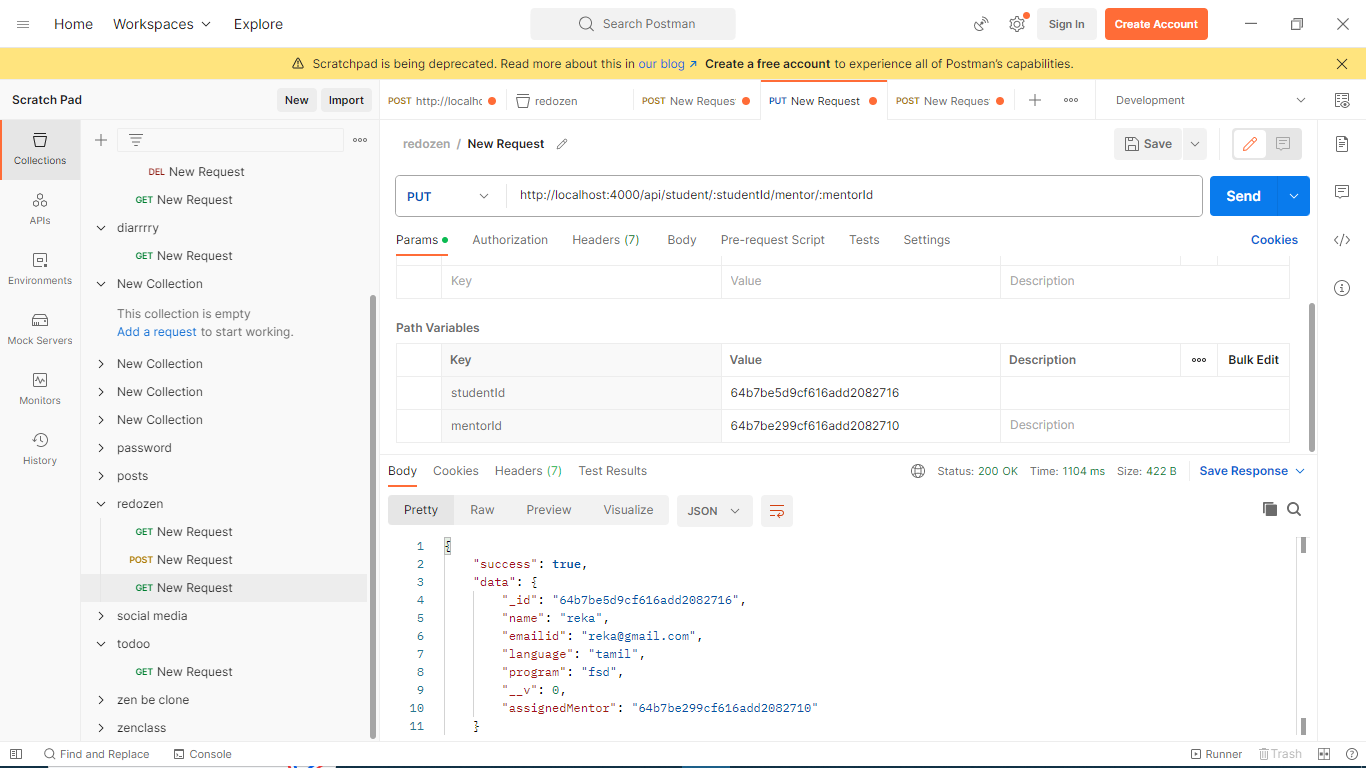 Home Workspaces Explore Search Postman Sign In Create Account
Scratchpad is being deprecated. Read more about this in our blog ↗ Create a free account to experience all of Postman's capabilities.
Scratch Pad New Import
POST http://localhc redozen POST New Reques PUT New Request POST New Reques Development
Collections
APIs
Environments
Mock Servers
Monitors
History
DEL New Request
GET New Request
diarrrry
GET New Request
New Collection
This collection is empty
Add a request to start working.
New Collection
New Collection
New Collection
password
posts
redozen
GET New Request
POST New Request
GET New Request
social media
todoo
GET New Request
zen be clone
zenclass
redozen / New Request Save
PUT http://localhost:4000/api/student/:studentId/mentor/:mentorId Send
Params Authorization Headers (7) Body Pre-request Script Tests Settings Cookies
Key Value Description
Path Variables
Key Value Description Bulk Edit
studentId 64b7be5d9cf616add2082716
mentorId 64b7be299cf616add2082710 Description
Body Cookies Headers (7) Test Results Status: 200 OK Time: 1104 ms Size: 422 B Save Response
Pretty Raw Preview Visualize JSON
1 {
2 "success": true,
3 "data": {
4 "_id": "64b7be5d9cf616add2082716",
5 "name": "reka",
6 "emailid": "reka@gmail.com",
7 "language": "tamil",
8 "program": "fsd",
9 "__v": 0,
10 "assignedMentor": "64b7be299cf616add2082710"
11 }
Find and Replace Console Runner Trash